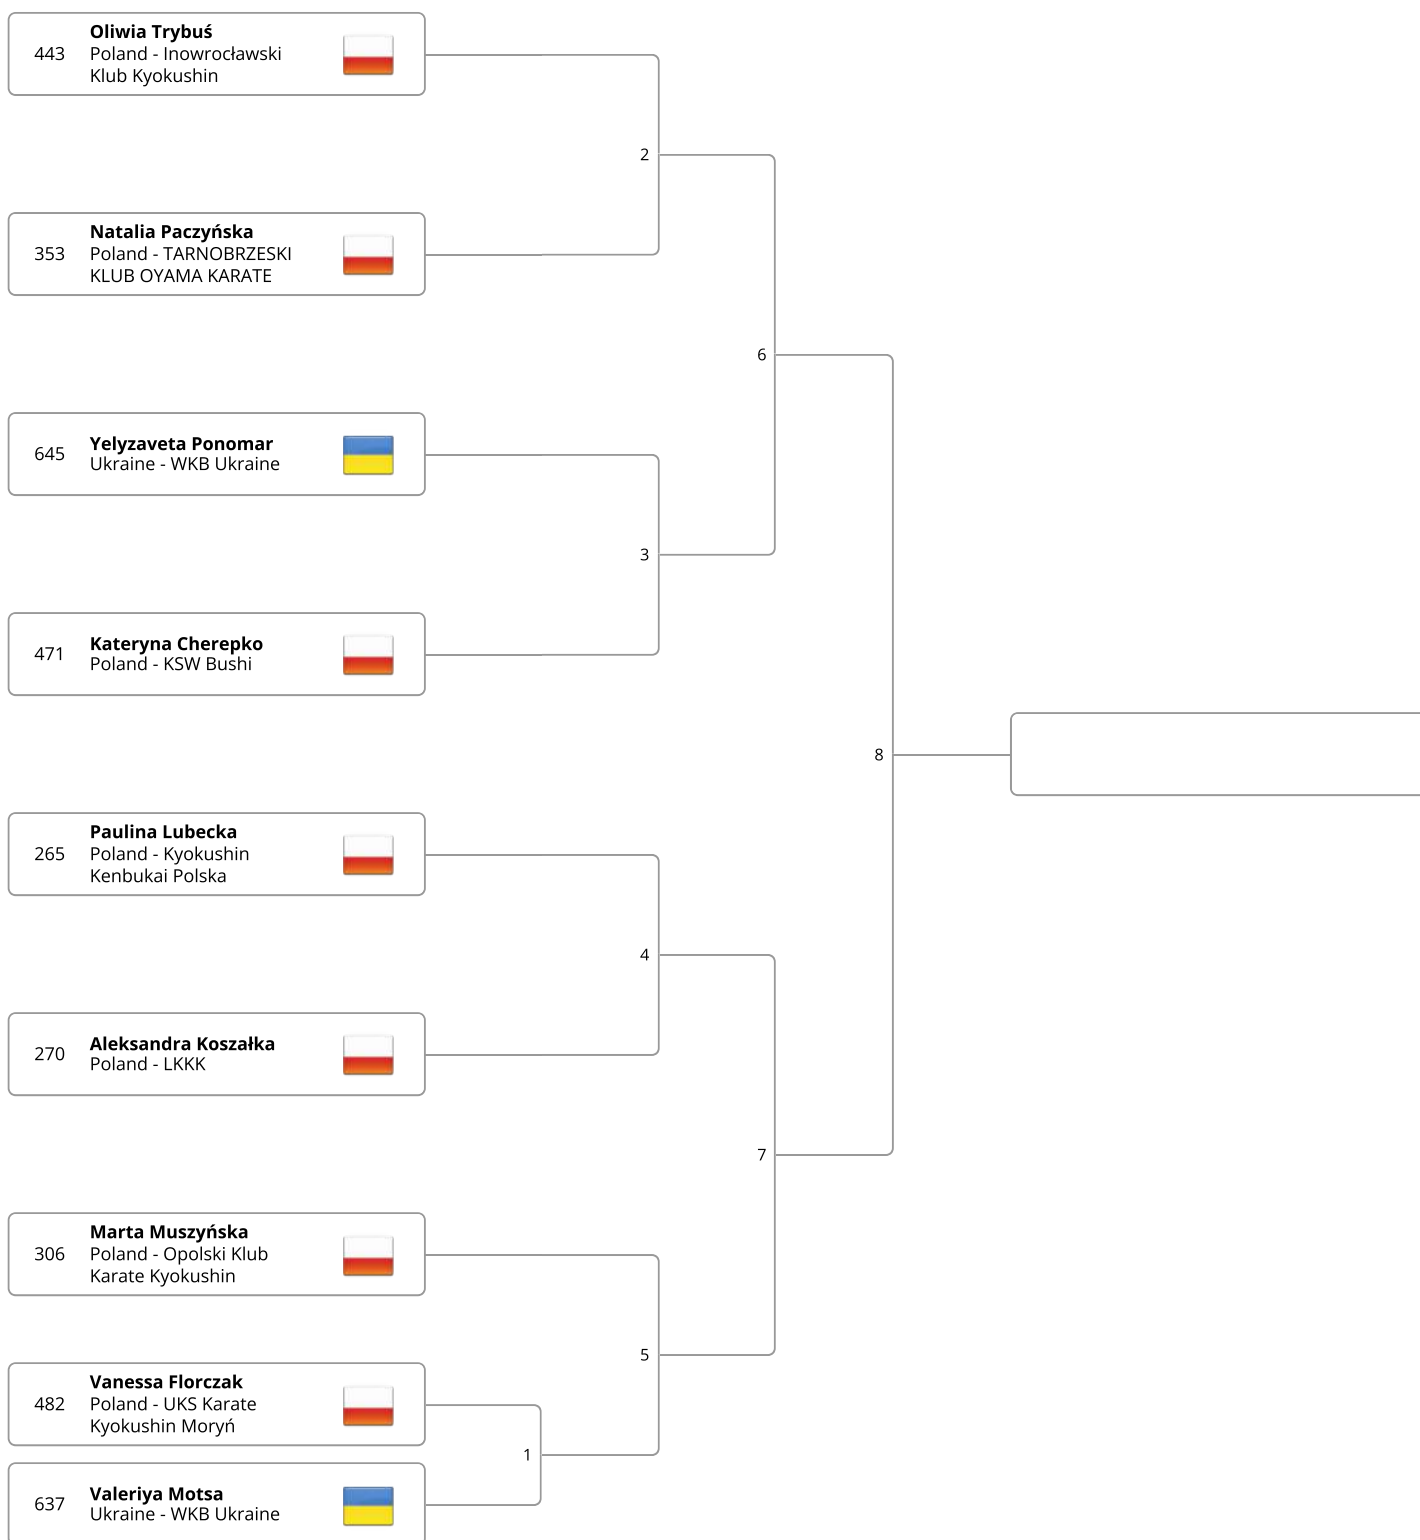 443
Oliwia Trybuś
Poland - Inowrocławski
Klub Kyokushin
2
353
Natalia Paczyńska
Poland - TARNOBRZESKI
KLUB OYAMA KARATE
6
645
Yelyzaveta Ponomar
Ukraine - WKB Ukraine
3
471
Kateryna Cherepko
Poland - KSW Bushi
8
265
Paulina Lubecka
Poland - Kyokushin
Kenbukai Polska
4
270
Aleksandra Koszałka
Poland - LKKK
7
306
Marta Muszyńska
Poland - Opolski Klub
Karate Kyokushin
5
482
Vanessa Florczak
Poland - UKS Karate
Kyokushin Moryń
1
637
Valeriya Motsa
Ukraine - WKB Ukraine